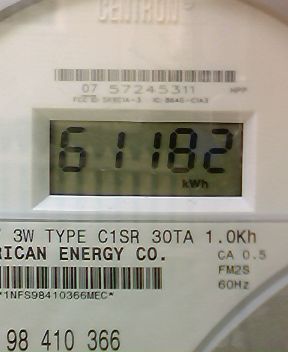 CENTRON
07 57245311
HPP
61182
kWh
3W TYPE C1SR 30TA 1.0Kh
RICAN ENERGY CO.
CA 0.5
FM2S
60Hz
*1NFS98410366MEC*
98 410 366